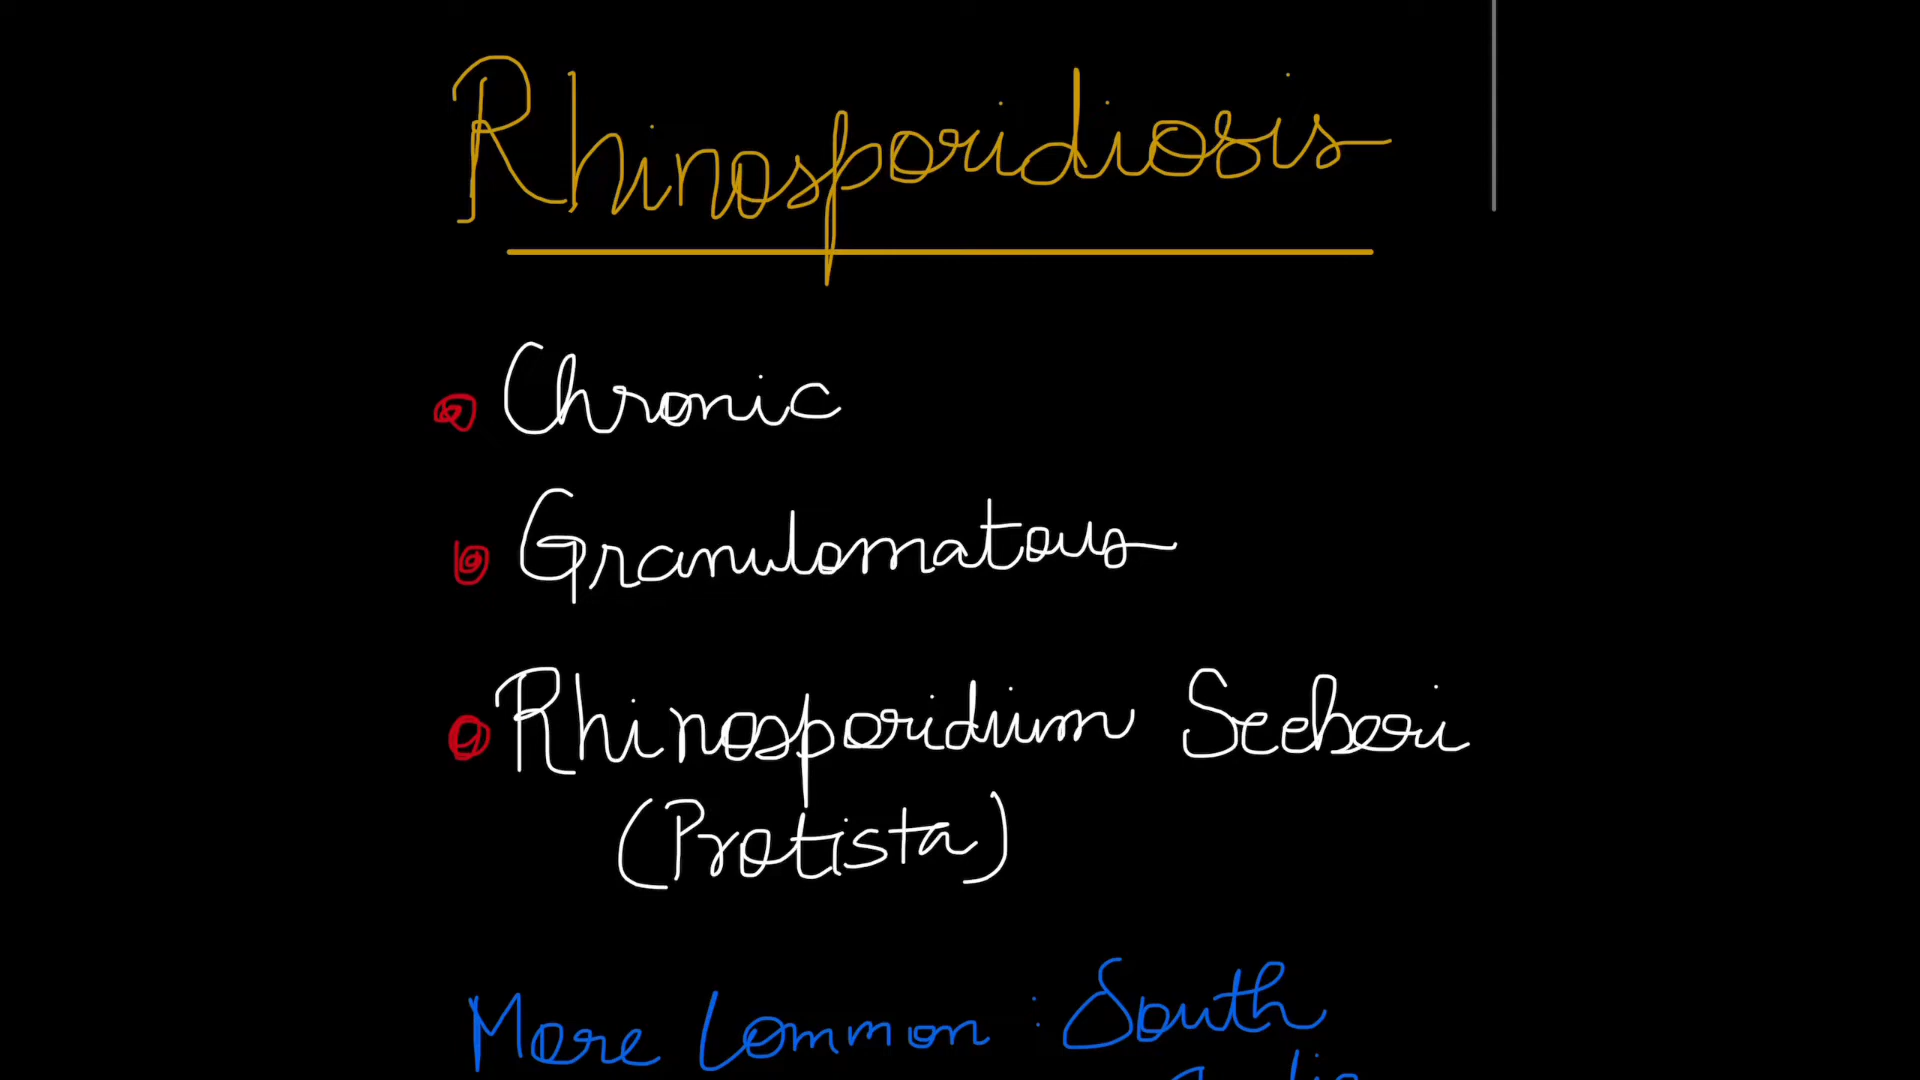 Rhinosporidiosis
Chronic
Granulomatous
Rhinosporidium Seeberi
(Protista)
More Common : South